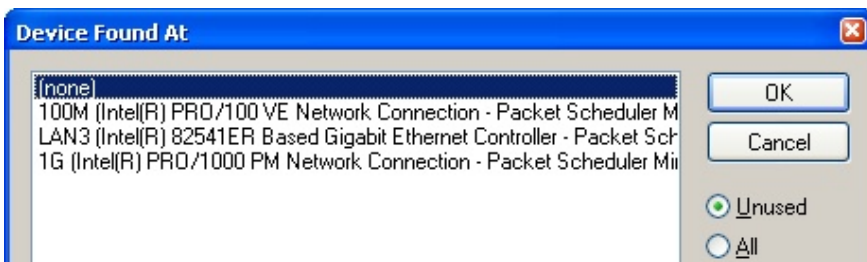 Device Found At
(none)
100M (Intel(R) PRO/100 VE Network Connection - Packet Scheduler M
LAN3 (Intel(R) 82541ER Based Gigabit Ethernet Controller - Packet Sch
1G (Intel(R) PRO/1000 PM Network Connection - Packet Scheduler Min
OK
Cancel
Unused
All